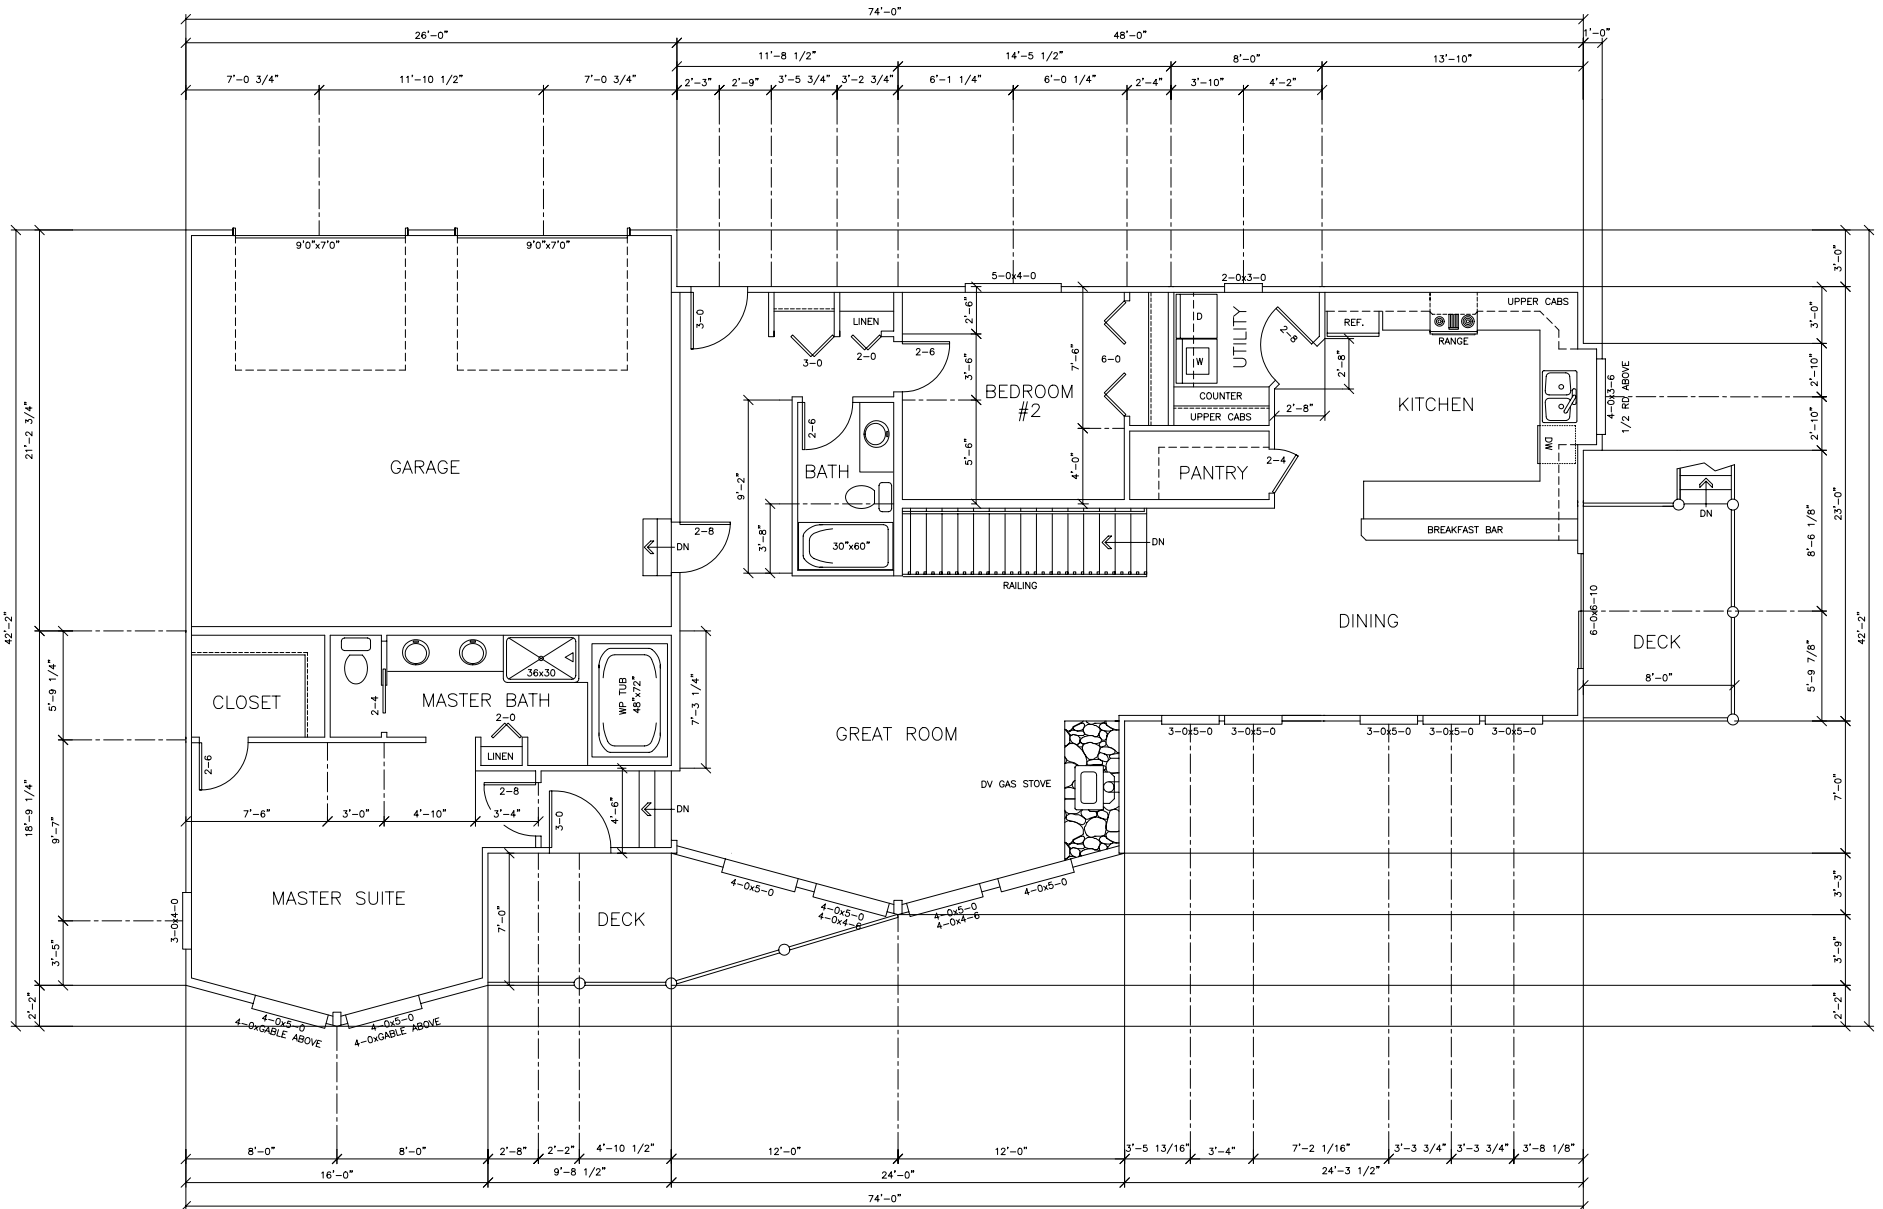 74'-0"
26'-0"
48'-0"
1'-0"
11'-8 1/2"
14'-5 1/2"
8'-0"
13'-10"
7'-0 3/4"
11'-10 1/2"
7'-0 3/4"
2'-3"
2'-9"
3'-5 3/4"
3'-2 3/4"
6'-1 1/4"
6'-0 1/4"
2'-4"
3'-10"
4'-2"
9'0"x7'0"
9'0"x7'0"
5-0x4-0
2-0x3-0
3'-0"
UPPER CABS
3-0
LINEN
2'-6"
D
UTILITY
2-8
REF.
RANGE
3'-0"
3-0
2-0
2-6
3'-6"
7'-6"
6-0
W
2'-8"
BEDROOM
#2
COUNTER
UPPER CABS
2'-8"
KITCHEN
4-0x3-6
1/2 RD ABOVE
2'-10"
2'-10"
21'-2 3/4"
GARAGE
2-6
BATH
5'-6"
4'-0"
PANTRY
2-4
DW
9'-2"
3'-8"
30"x60"
2-8
DN
DN
RAILING
BREAKFAST BAR
DN
23'-0"
8'-6 1/8"
42'-2"
42'-2"
DINING
6-0x6-10
DECK
8'-0"
5'-9 7/8"
5'-9 1/4"
CLOSET
2-4
MASTER BATH
36x30
WP TUB
48"x72"
7'-3 1/4"
2-0
LINEN
GREAT ROOM
3-0x5-0
3-0x5-0
3-0x5-0
3-0x5-0
3-0x5-0
2-6
DV GAS STOVE
2-8
7'-6"
3'-0"
4'-10"
3'-4"
3-0
4'-6"
DN
7'-0"
18'-9 1/4"
9'-7"
MASTER SUITE
3-0x4-0
3'-5"
7'-0"
DECK
4-0x5-0
4-0x5-0
4-0x4-6
4-0x5-0
4-0x4-6
4-0x5-0
3'-3"
3'-9"
2'-2"
2'-2"
4-0x5-0
4-0xGABLE ABOVE
4-0x5-0
4-0xGABLE ABOVE
8'-0"
8'-0"
2'-8"
2'-2"
4'-10 1/2"
12'-0"
12'-0"
3'-5 13/16"
3'-4"
7'-2 1/16"
3'-3 3/4"
3'-3 3/4"
3'-8 1/8"
16'-0"
9'-8 1/2"
24'-0"
24'-3 1/2"
74'-0"